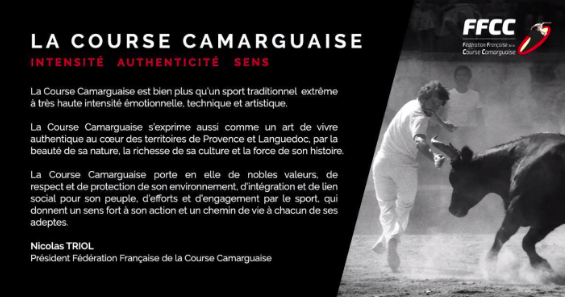 LA COURSE CAMARGUAISE
INTENSITÉ AUTHENTICITÉ SENS
La Course Camarguaise est bien plus qu'un sport traditionnel extrême
à très haute intensité émotionnelle, technique et artistique.
La Course Camarguaise s'exprime aussi comme un art de vivre
authentique au cœur des territoires de Provence et Languedoc, par la
beauté de sa nature, la richesse de sa culture et la force de son histoire.
La Course Camarguaise porte en elle de nobles valeurs, de
respect et de protection de son environnement, d'intégration et de lien
social pour son peuple, d'efforts et d'engagement par le sport, qui
donnent un sens fort à son action et un chemin de vie à chacun de ses
adeptes.
Nicolas TRIOL
Président Fédération Française de la Course Camarguaise
FFCC
Fédération Française de la
Course Camarguaise